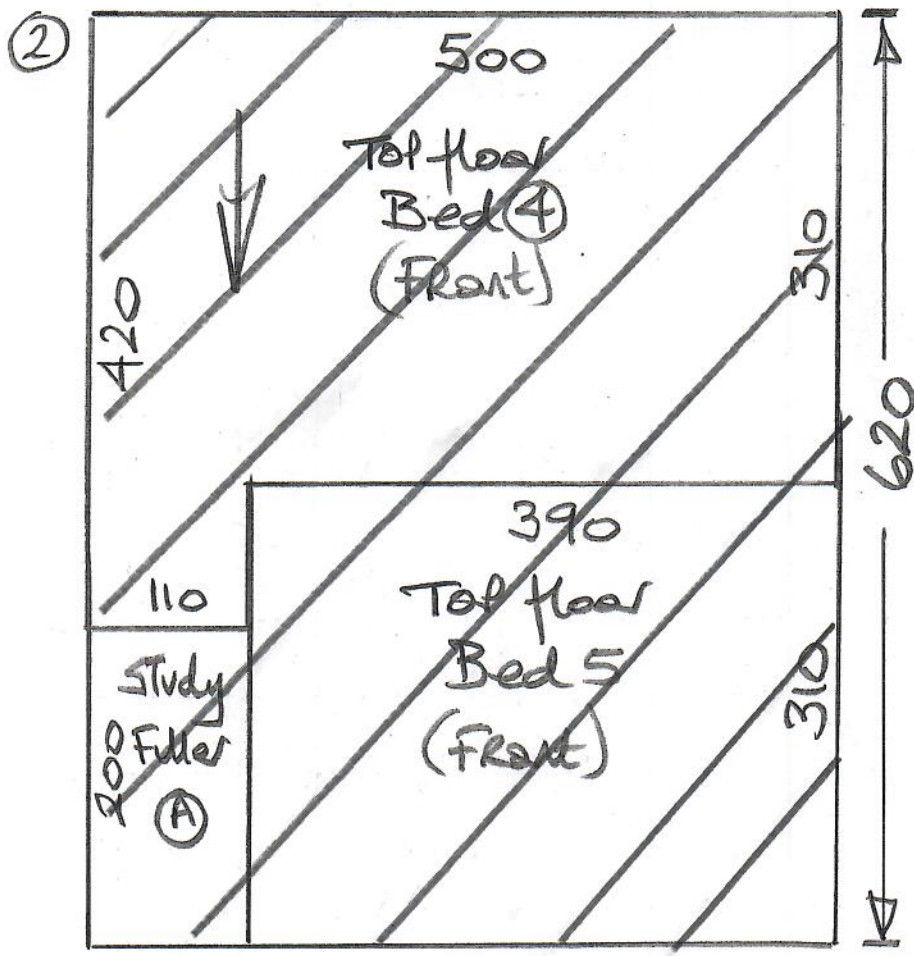 2
500
Top floor
Bed 4
(Front)
420
310
620
110
390
Top floor
Bed 5
(Front)
310
Study
Filler
A
200